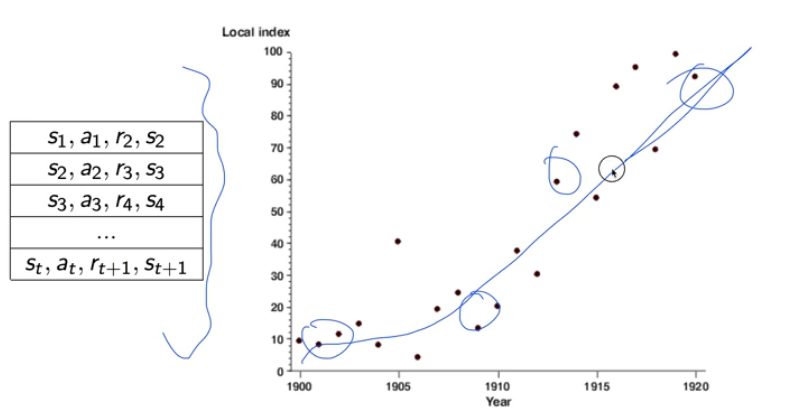 Local index
s₁, a₁, r₂, s₂
s₂, a₂, r₃, s₃
s₃, a₃, r₄, s₄
...
sₜ, aₜ, rₜ₊₁, sₜ₊₁
100
90
80
70
60
50
40
30
20
10
0
1900 1905 1910 1915 1920
Year